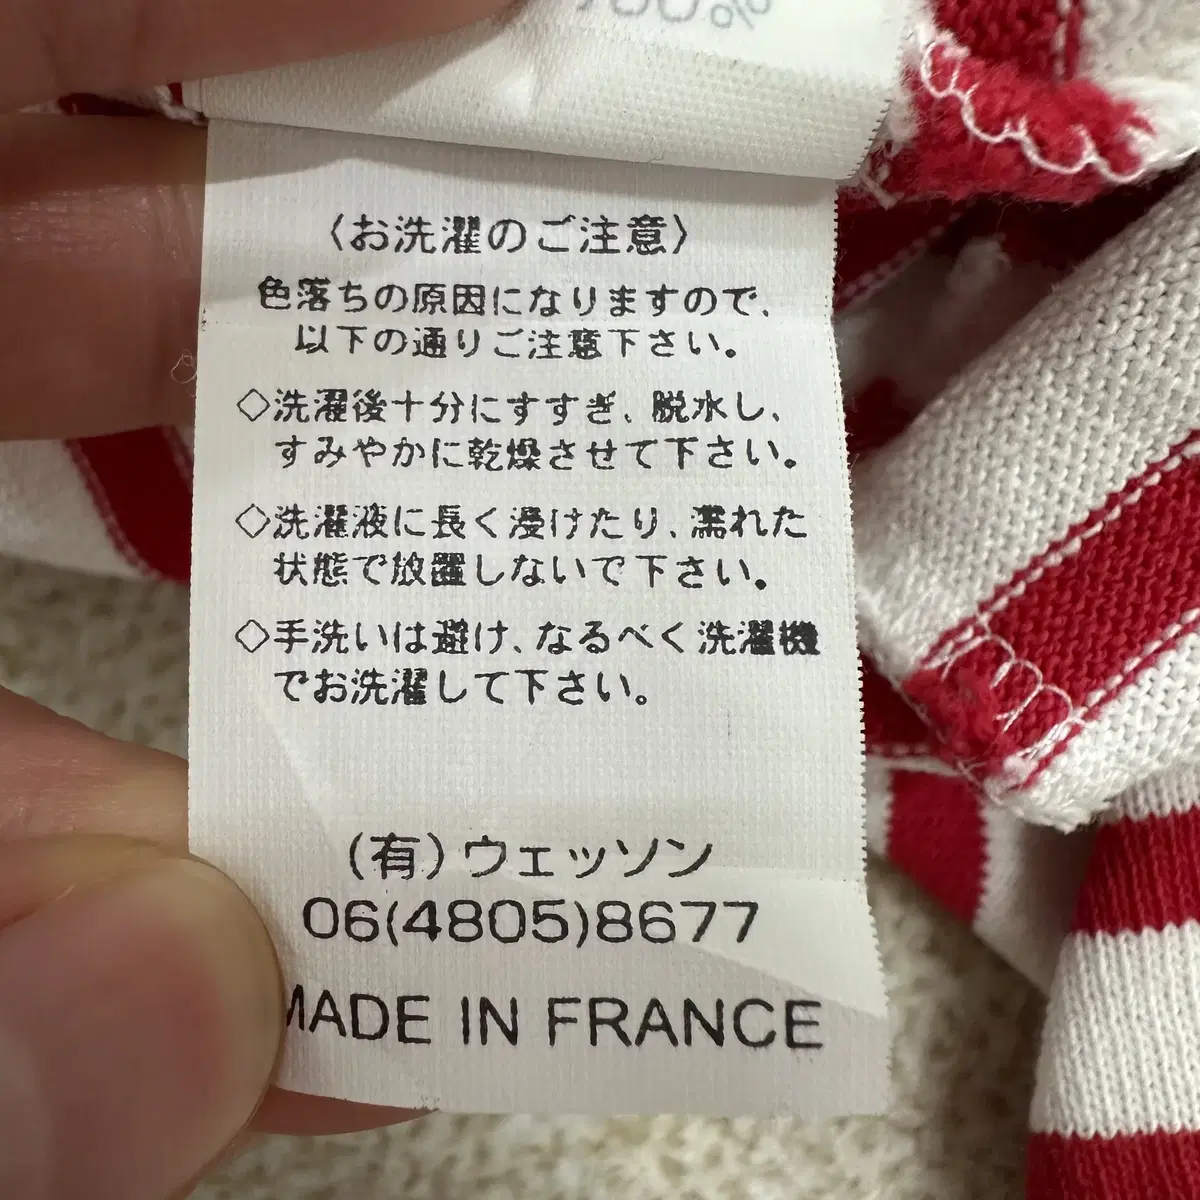 100%
〈お洗濯のご注意〉
色落ちの原因になりますので、
以下の通りご注意下さい。
◇洗濯後十分にすすぎ、脱水し、
すみやかに乾燥させて下さい。
◇洗濯液に長く浸けたり、濡れた
状態で放置しないで下さい。
◇手洗いは避け、なるべく洗濯機
でお洗濯して下さい。
(有)ウェッソン
06(4805)8677
MADE IN FRANCE